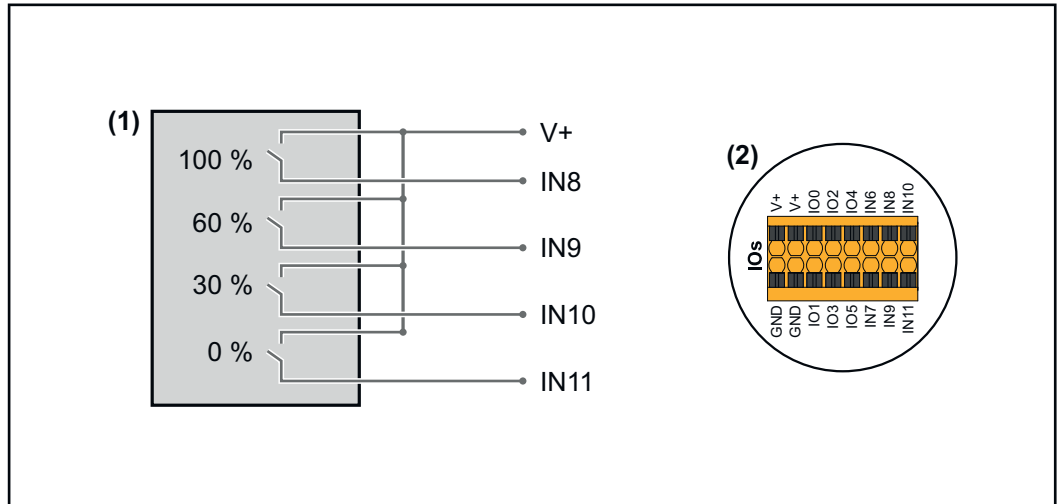 (1)
100 %
60 %
30 %
0 %
V+
IN8
IN9
IN10
IN11
(2)
IOs
V+
V+
IO0
IO2
IO4
IN6
IN8
IN10
GND
GND
IO1
IO3
IO5
IN7
IN9
IN11